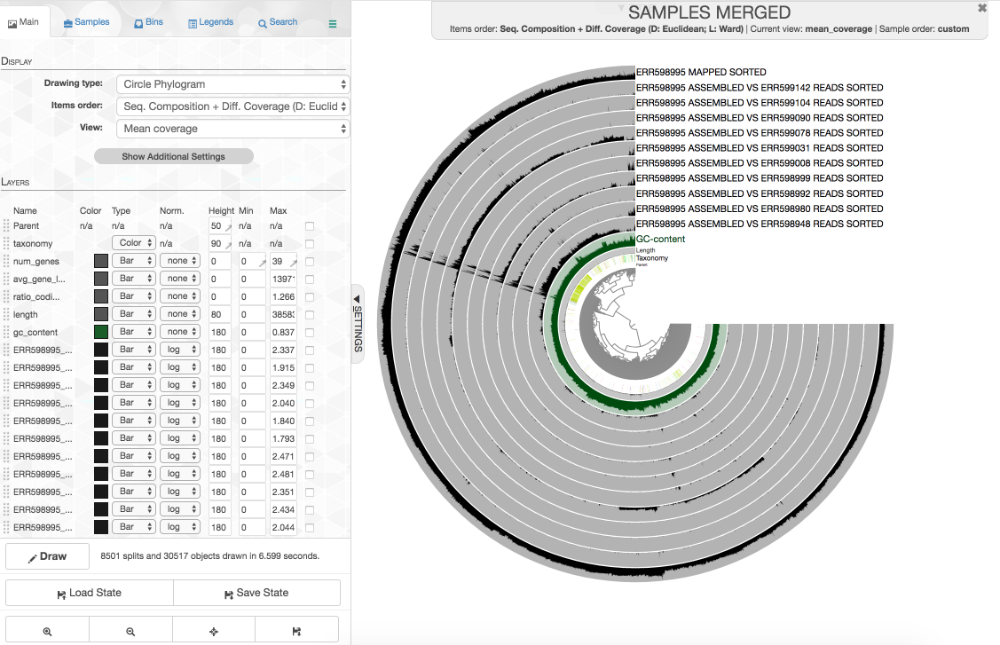 Main Samples Bins Legends Search
DISPLAY
Drawing type: Circle Phylogram
Items order: Seq. Composition + Diff. Coverage (D: Euclid
View: Mean coverage
Show Additional Settings
LAYERS
Name Color Type Norm. Height Min Max
Parent n/a n/a n/a 50 n/a n/a
taxonomy Color n/a 90 n/a n/a
num_genes Bar none 0 0 39
avg_gene_l... Bar none 0 0 1397
ratio_codi... Bar none 0 0 1.266
length Bar none 80 0 3858
gc_content Bar none 180 0 0.837
ERR598995_... Bar log 180 0 2.337
ERR598995_... Bar log 180 0 1.915
ERR598995_... Bar log 180 0 2.349
ERR598995_... Bar log 180 0 2.040
ERR598995_... Bar log 180 0 1.840
ERR598995_... Bar log 180 0 1.793
ERR598995_... Bar log 180 0 2.471
ERR598995_... Bar log 180 0 2.481
ERR598995_... Bar log 180 0 2.351
ERR598995_... Bar log 180 0 2.434
ERR598995_... Bar log 180 0 2.044
Draw 8501 splits and 30517 objects drawn in 6.599 seconds.
Load State Save State
SETTINGS
SAMPLES MERGED
Items order: Seq. Composition + Diff. Coverage (D: Euclidean; L: Ward) | Current view: mean_coverage | Sample order: custom
ERR598995 MAPPED SORTED
ERR598995 ASSEMBLED VS ERR599142 READS SORTED
ERR598995 ASSEMBLED VS ERR599104 READS SORTED
ERR598995 ASSEMBLED VS ERR599090 READS SORTED
ERR598995 ASSEMBLED VS ERR599078 READS SORTED
ERR598995 ASSEMBLED VS ERR599031 READS SORTED
ERR598995 ASSEMBLED VS ERR599008 READS SORTED
ERR598995 ASSEMBLED VS ERR598999 READS SORTED
ERR598995 ASSEMBLED VS ERR598992 READS SORTED
ERR598995 ASSEMBLED VS ERR598980 READS SORTED
ERR598995 ASSEMBLED VS ERR598948 READS SORTED
GC-content
Length
Taxonomy
Parent